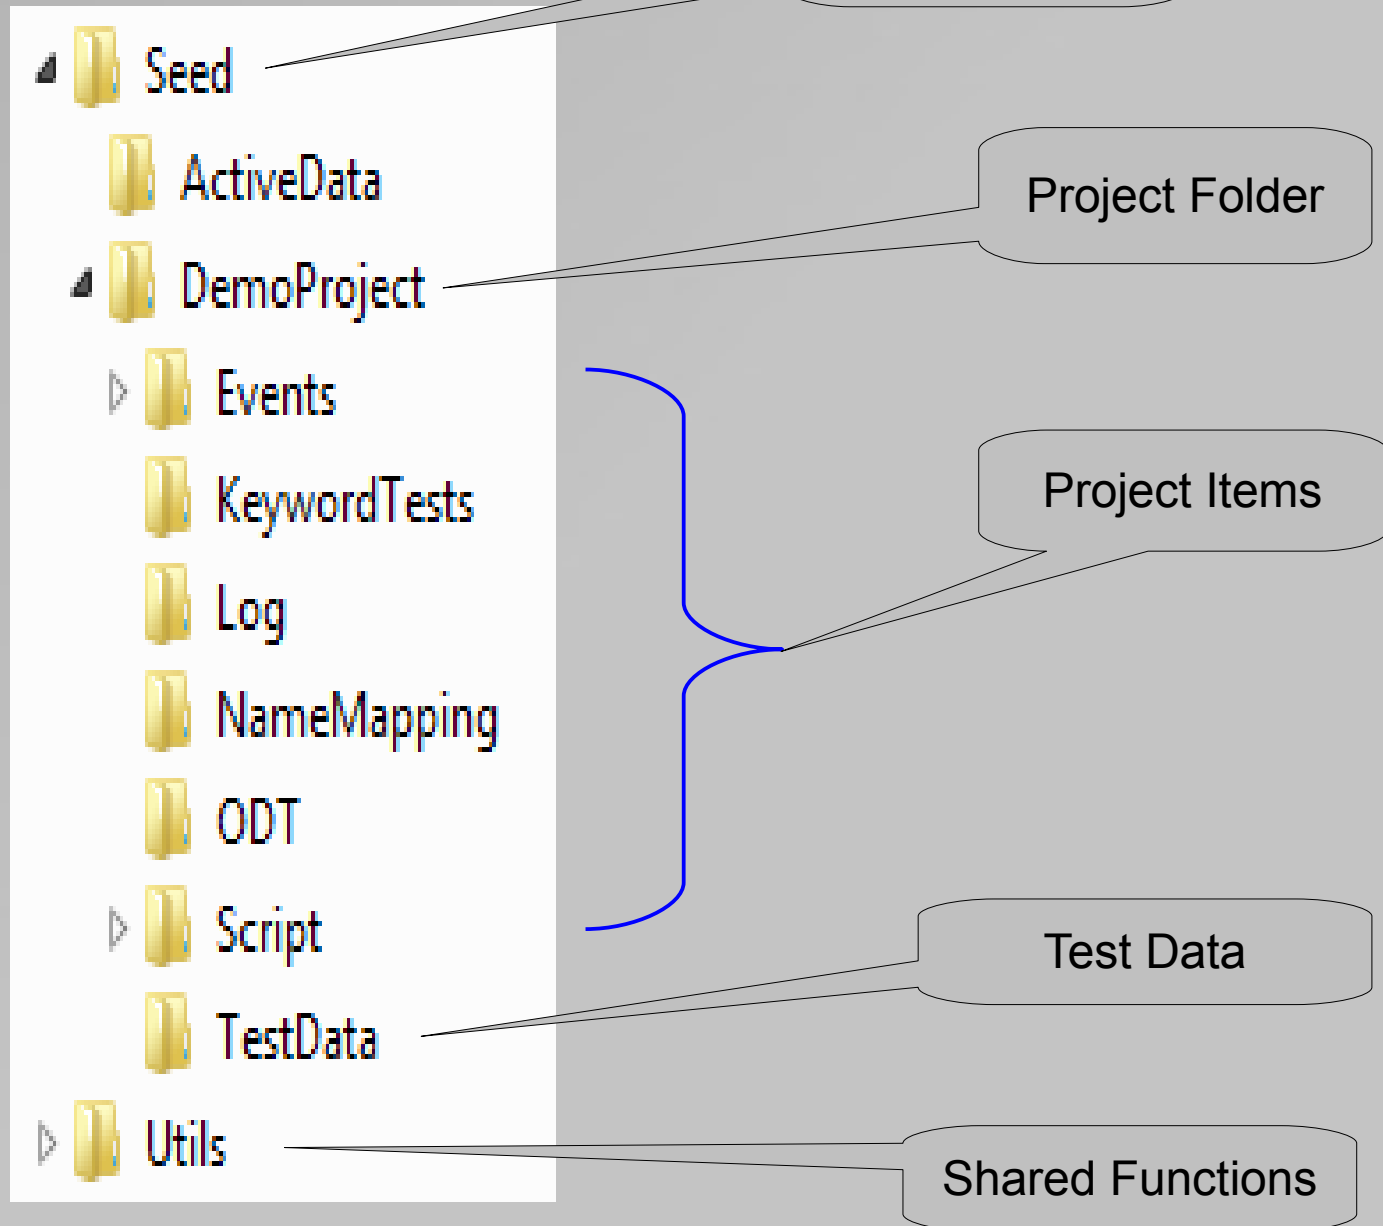 Seed
ActiveData
Project Folder
DemoProject
Events
KeywordTests
Project Items
Log
NameMapping
ODT
Script
Test Data
TestData
Utils
Shared Functions